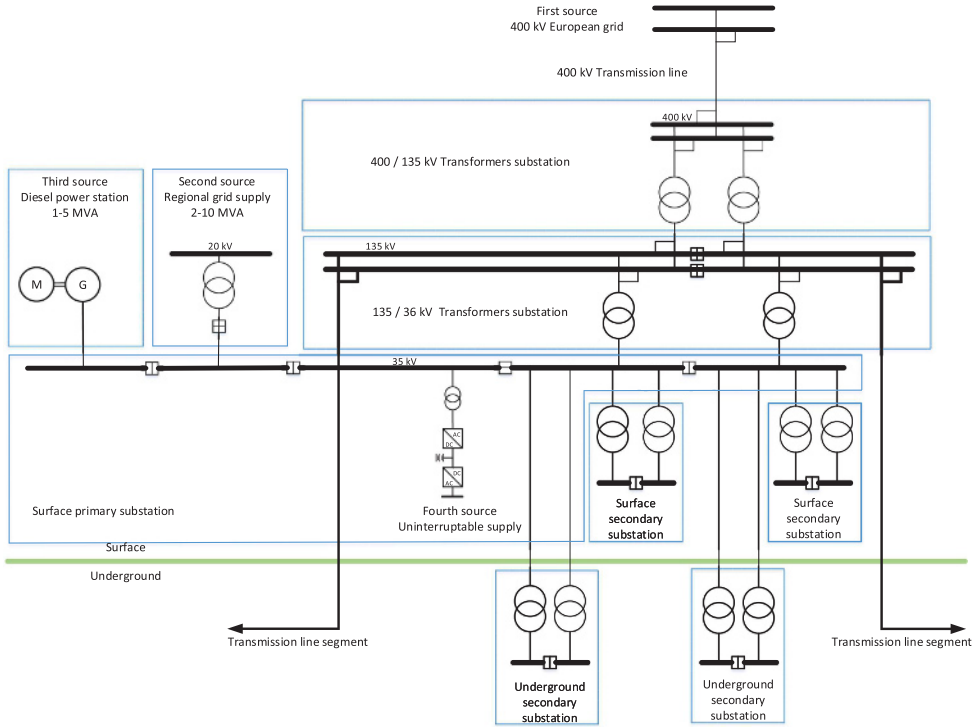 First source
400 kV European grid
400 kV Transmission line
400 kV
400 / 135 kV Transformers substation
Third source
Diesel power station
1-5 MVA
Second source
Regional grid supply
2-10 MVA
20 kV
M
G
135 kV
135 / 36 kV Transformers substation
35 kV
AC
DC
DC
AC
Fourth source
Uninterruptable supply
Surface primary substation
Surface
secondary
substation
Surface
secondary
substation
Surface
Underground
Transmission line segment
Transmission line segment
Underground
secondary
substation
Underground
secondary
substation